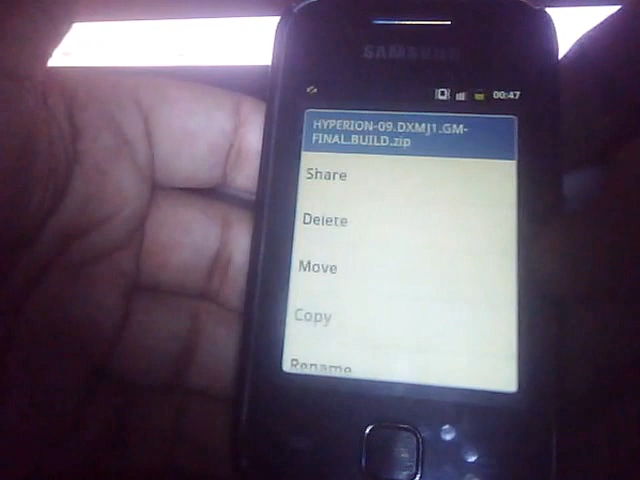 SAMSUNG
00:47
HYPERION-09.DXMJ1.GM-
FINAL.BUILD.zip
Share
Delete
Move
Copy
Rename